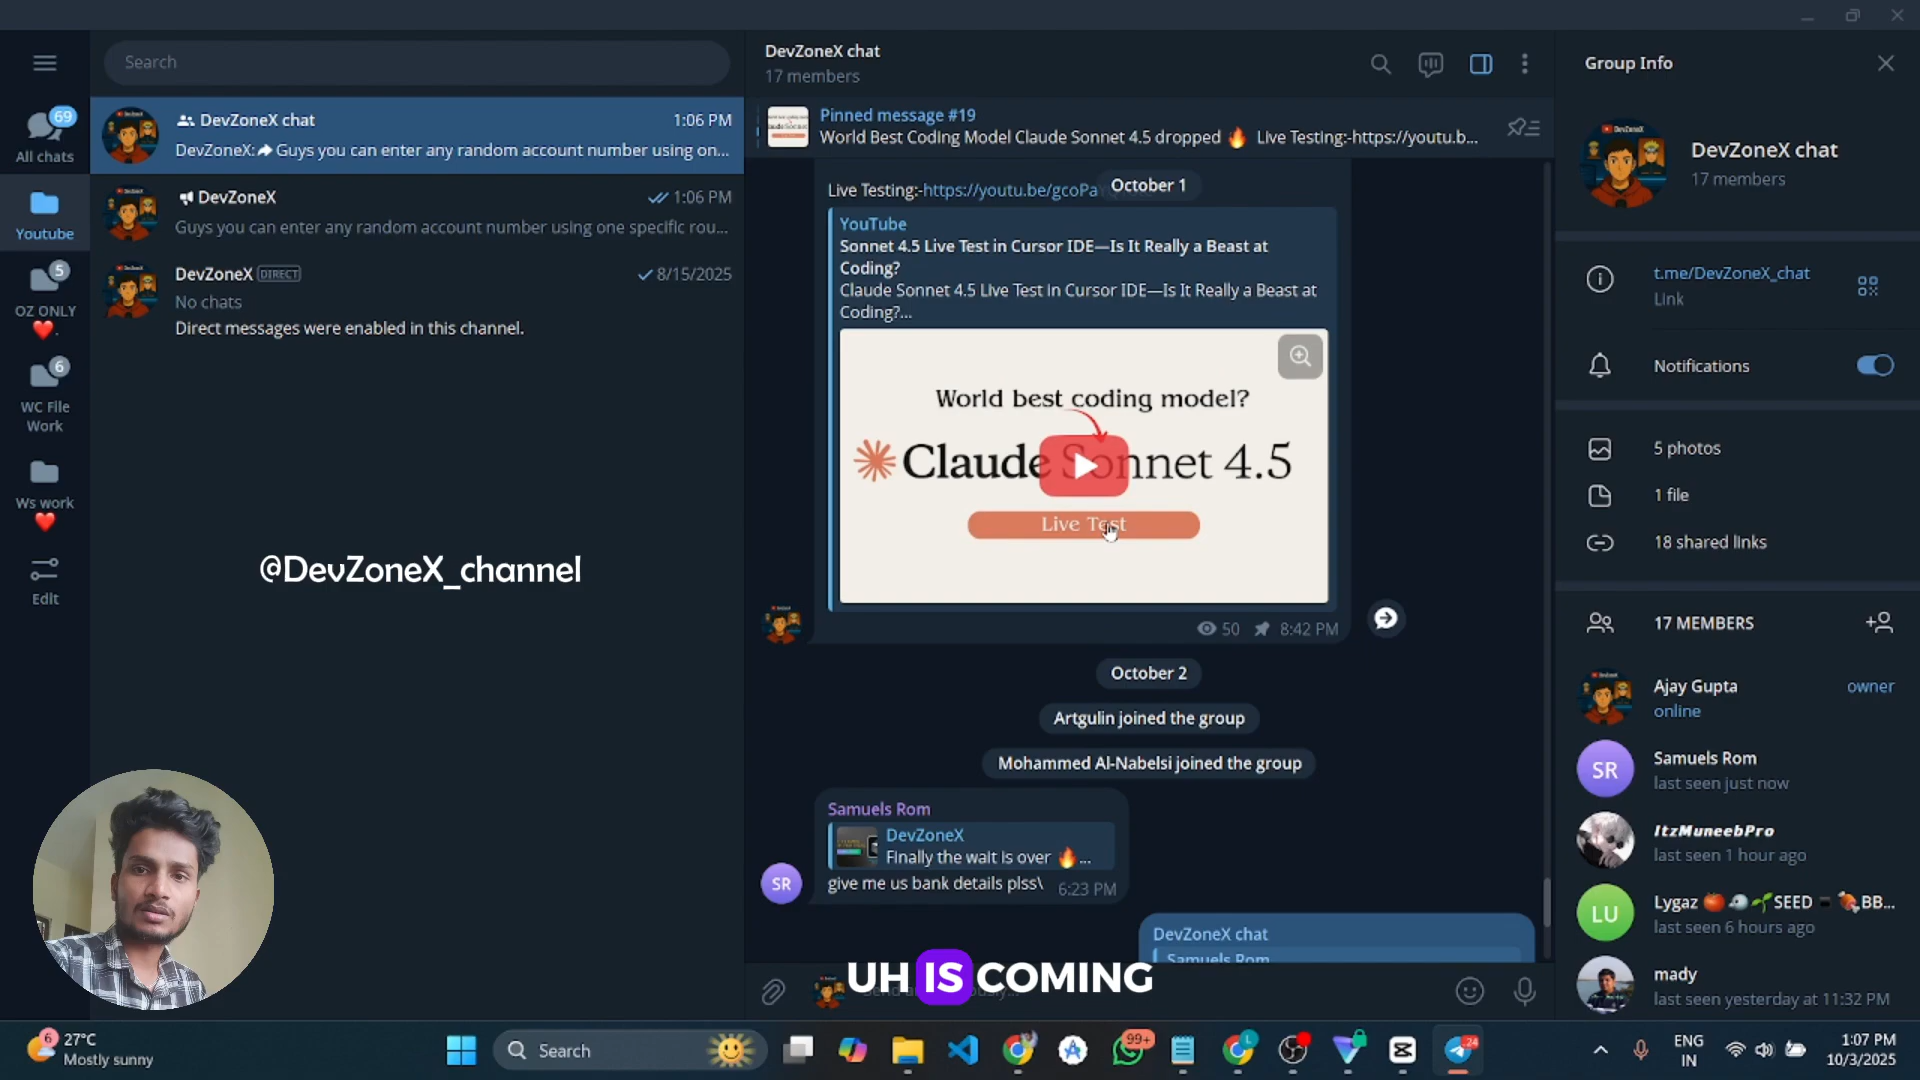 Search
69
All chats
Youtube
5
OZ ONLY
❤️.
6
WC File
Work
Ws work
❤️
Edit
DevZoneX chat
1:06 PM
DevZoneX: Guys you can enter any random account number using on...
DevZoneX
1:06 PM
Guys you can enter any random account number using one specific rou...
DevZoneX DIRECT
8/15/2025
No chats
Direct messages were enabled in this channel.
@DevZoneX_channel
DevZoneX chat
17 members
Pinned message #19
World Best Coding Model Claude Sonnet 4.5 dropped 🔥 Live Testing:-https://youtu.b...
October 1
Live Testing:-https://youtu.be/gcoPa
YouTube
Sonnet 4.5 Live Test in Cursor IDE—Is It Really a Beast at
Coding?
Claude Sonnet 4.5 Live Test in Cursor IDE—Is It Really a Beast at
Coding?...
World best coding model?
Claude Sonnet 4.5
Live Test
50
8:42 PM
October 2
Artgulin joined the group
Mohammed Al-Nabelsi joined the group
Samuels Rom
DevZoneX
Finally the wait is over 🔥...
SR
give me us bank details plss\
6:23 PM
DevZoneX chat
Samuels Rom
UH IS COMING
Group Info
DevZoneX chat
17 members
t.me/DevZoneX_chat
Link
Notifications
5 photos
1 file
18 shared links
17 MEMBERS
Ajay Gupta
owner
online
SR
Samuels Rom
last seen just now
ItzMuneebPro
last seen 1 hour ago
LU
Lygaz 🍅 🌱SEED 🍖BB...
last seen 6 hours ago
mady
last seen yesterday at 11:32 PM
6
27°C
Mostly sunny
Search
99+
24
ENG
IN
1:07 PM
10/3/2025